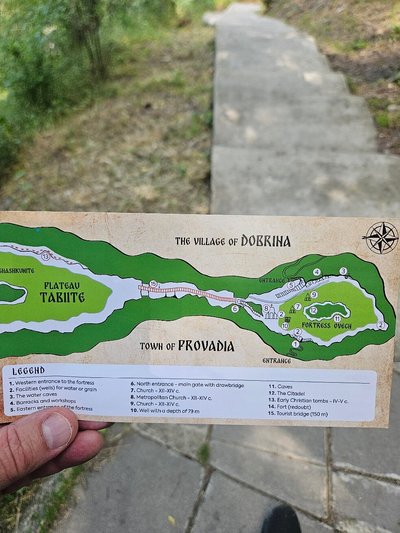 THE VILLAGE OF DOBRINA
SHASHKUNITE
PLATEAU
TABIITE
ENTRANCE
FORTRESS OVECH
TOWN OF PROVADIA
ENTRANCE
LEGEND
1. Western entrance to the fortress
2. Facilities (wells) for water or grain
3. The water caves
4. Barracks and workshops
5. Eastern entrance of the fortress
6. North entrance - main gate with drawbridge
7. Church - XII-XIV c.
8. Metropolitan Church - XII-XIV c.
9. Church - XII-XIV c.
10. Well with a depth of 79 m
11. Caves
12. The Citadel
13. Early Christian tombs - IV-V c.
14. Fort (redoubt)
15. Tourist bridge (150 m)